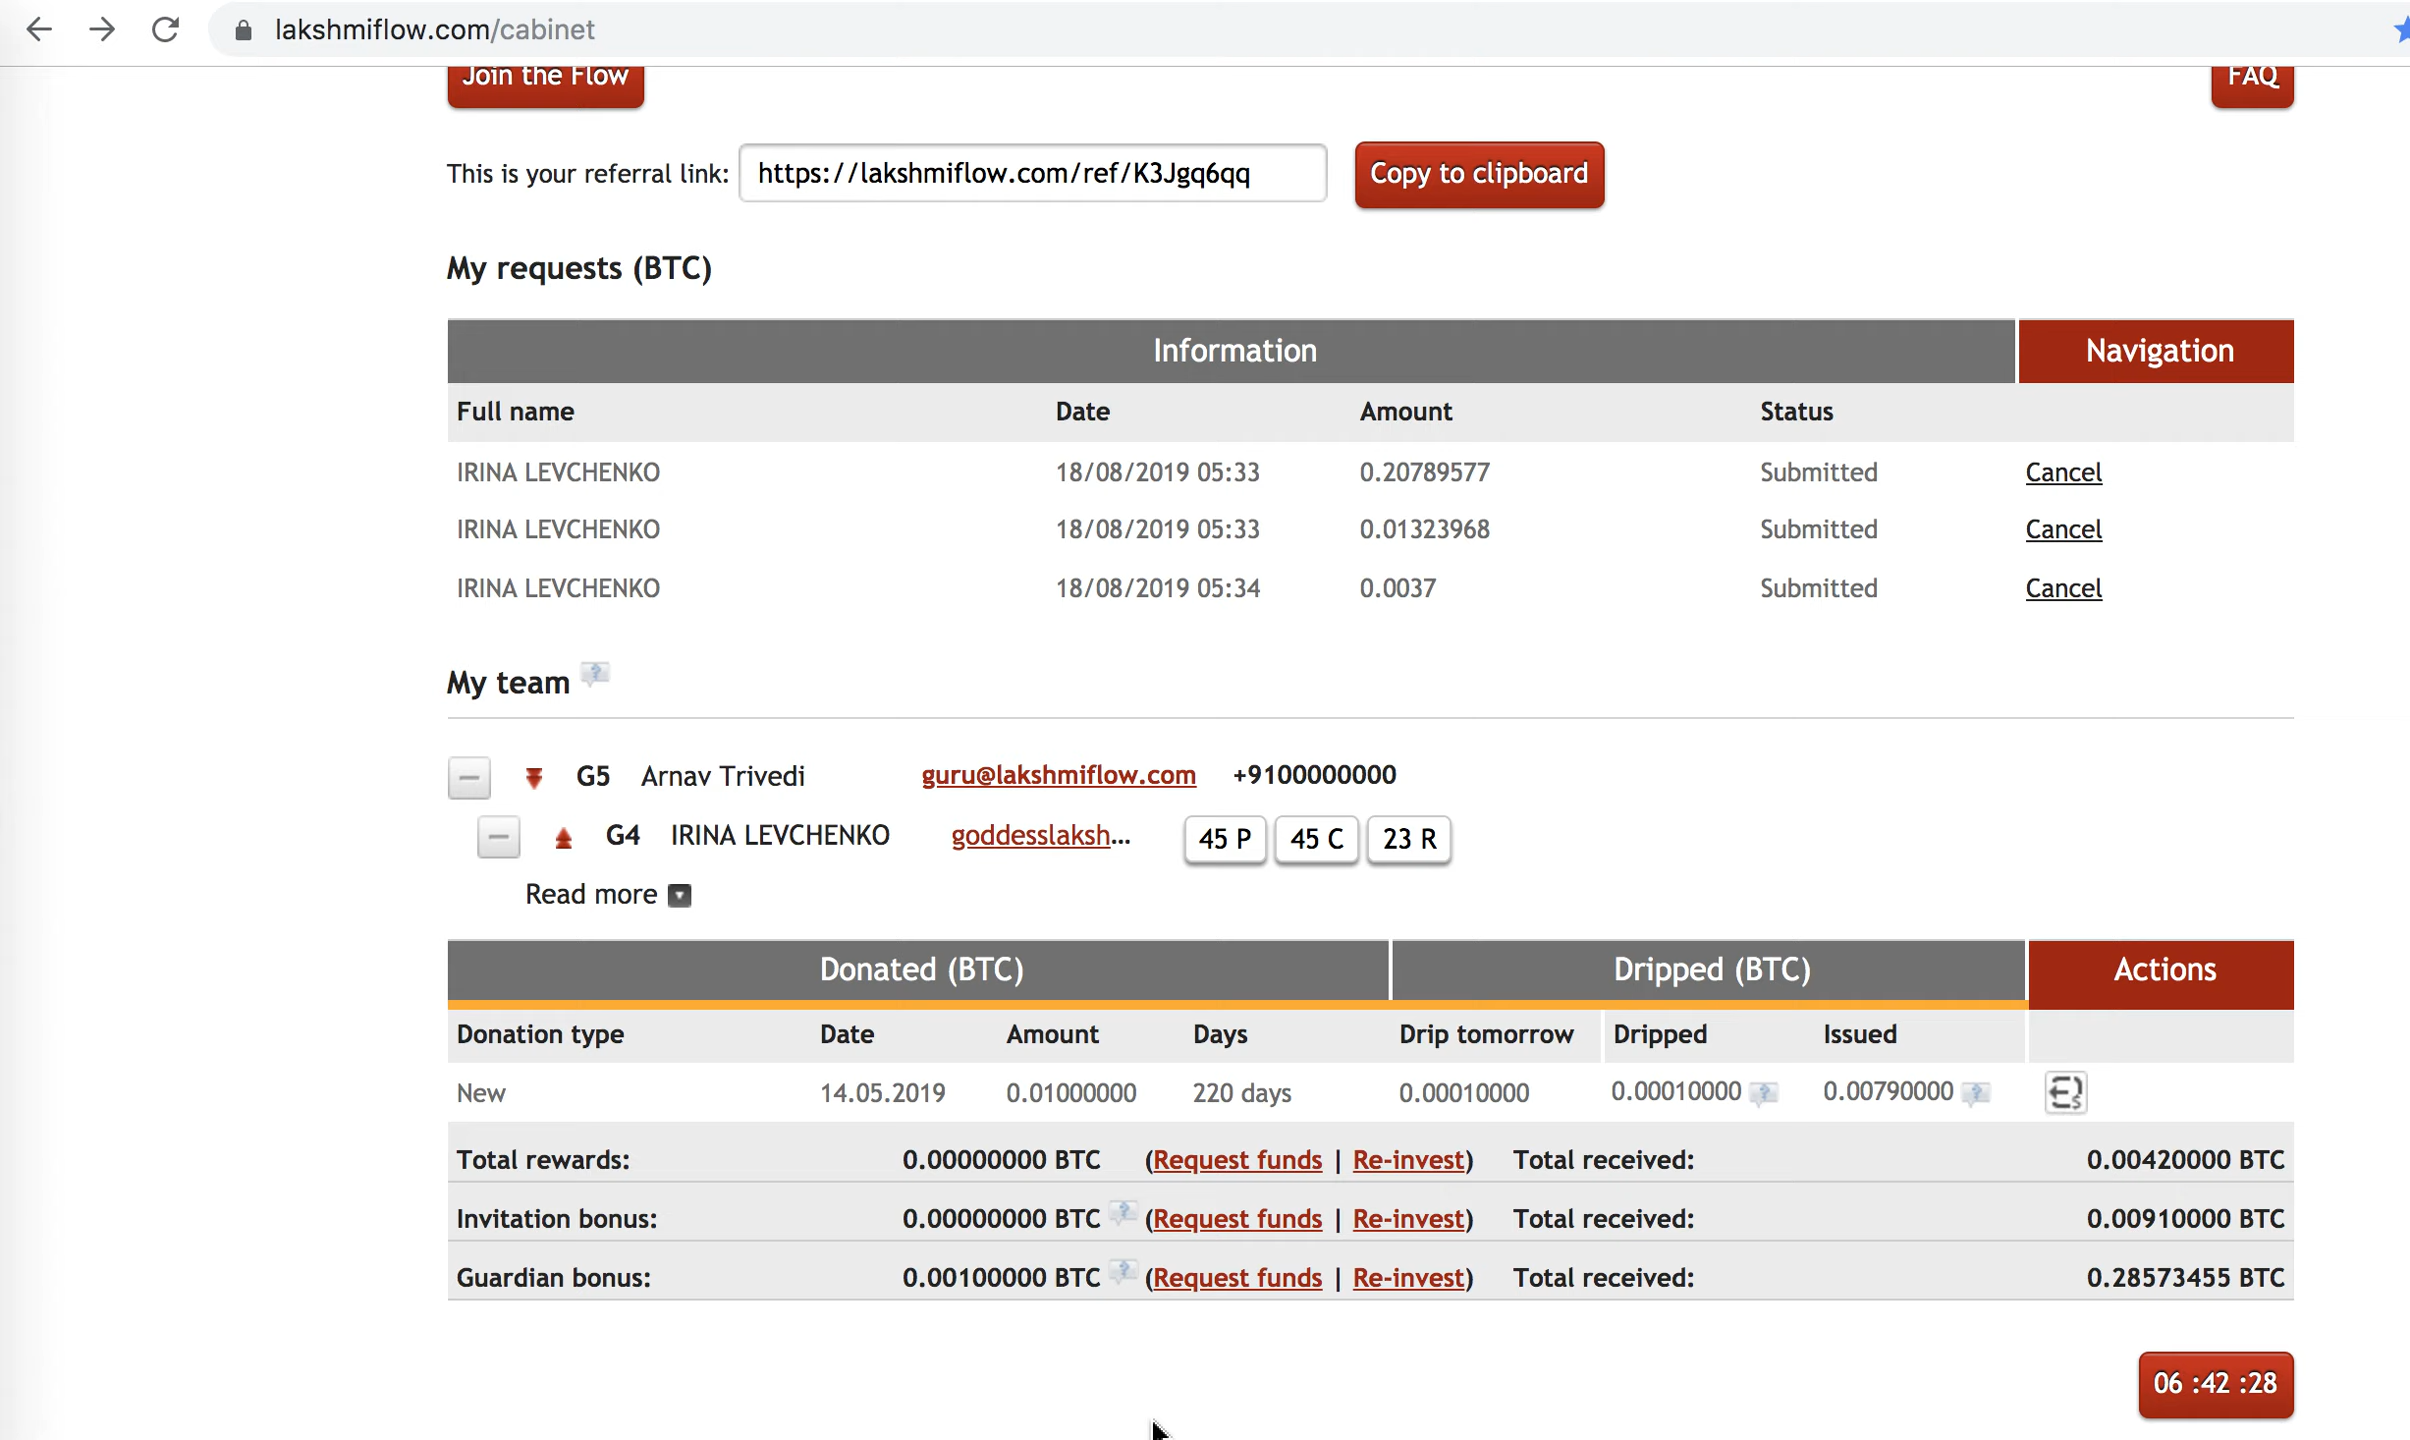 lakshmiflow.com/cabinet
Join the Flow
FAQ
This is your referral link: https://lakshmiflow.com/ref/K3Jgq6qq Copy to clipboard
My requests (BTC)
Information Navigation
Full name Date Amount Status
IRINA LEVCHENKO 18/08/2019 05:33 0.20789577 Submitted Cancel
IRINA LEVCHENKO 18/08/2019 05:33 0.01323968 Submitted Cancel
IRINA LEVCHENKO 18/08/2019 05:34 0.0037 Submitted Cancel
My team ?
G5 Arnav Trivedi guru@lakshmiflow.com +9100000000
G4 IRINA LEVCHENKO goddesslaksh... 45 P 45 C 23 R
Read more
Donated (BTC) Dripped (BTC) Actions
Donation type Date Amount Days Drip tomorrow Dripped Issued
New 14.05.2019 0.01000000 220 days 0.00010000 0.00010000 ? 0.00790000 ?
Total rewards: 0.00000000 BTC (Request funds | Re-invest) Total received: 0.00420000 BTC
Invitation bonus: 0.00000000 BTC ? (Request funds | Re-invest) Total received: 0.00910000 BTC
Guardian bonus: 0.00100000 BTC ? (Request funds | Re-invest) Total received: 0.28573455 BTC
06 :42 :28